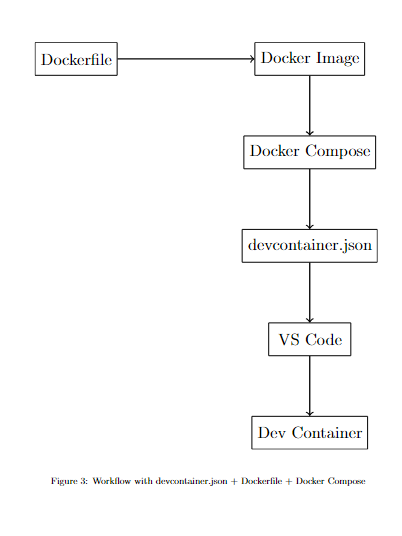 Dockerfile
Docker Image
Docker Compose
devcontainer.json
VS Code
Dev Container
Figure 3: Workflow with devcontainer.json + Dockerfile + Docker Compose